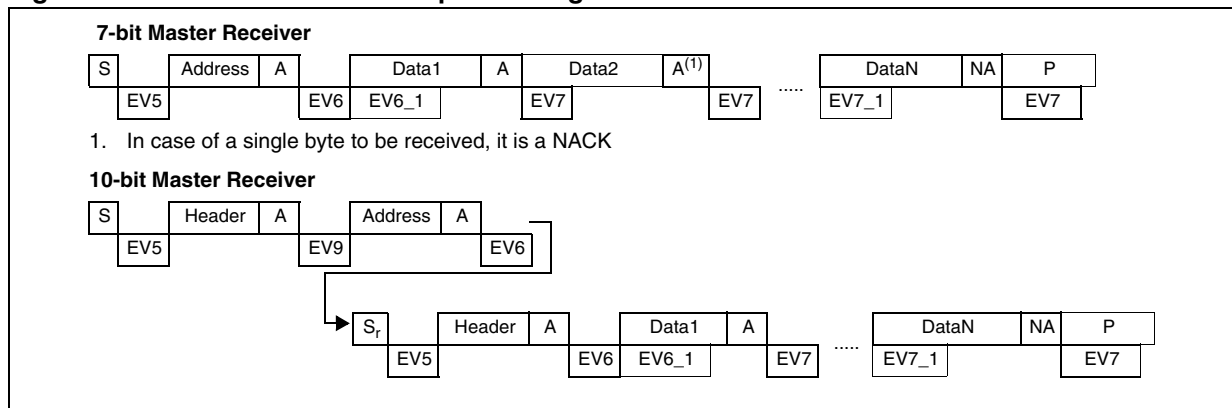 7-bit Master Receiver
S Address A Data1 A Data2 A(1) ..... DataN NA P
EV5 EV6 EV6_1 EV7 EV7 EV7_1 EV7
1. In case of a single byte to be received, it is a NACK
10-bit Master Receiver
S Header A Address A
EV5 EV9 EV6
Sr Header A Data1 A ..... DataN NA P
EV5 EV6 EV6_1 EV7 EV7_1 EV7